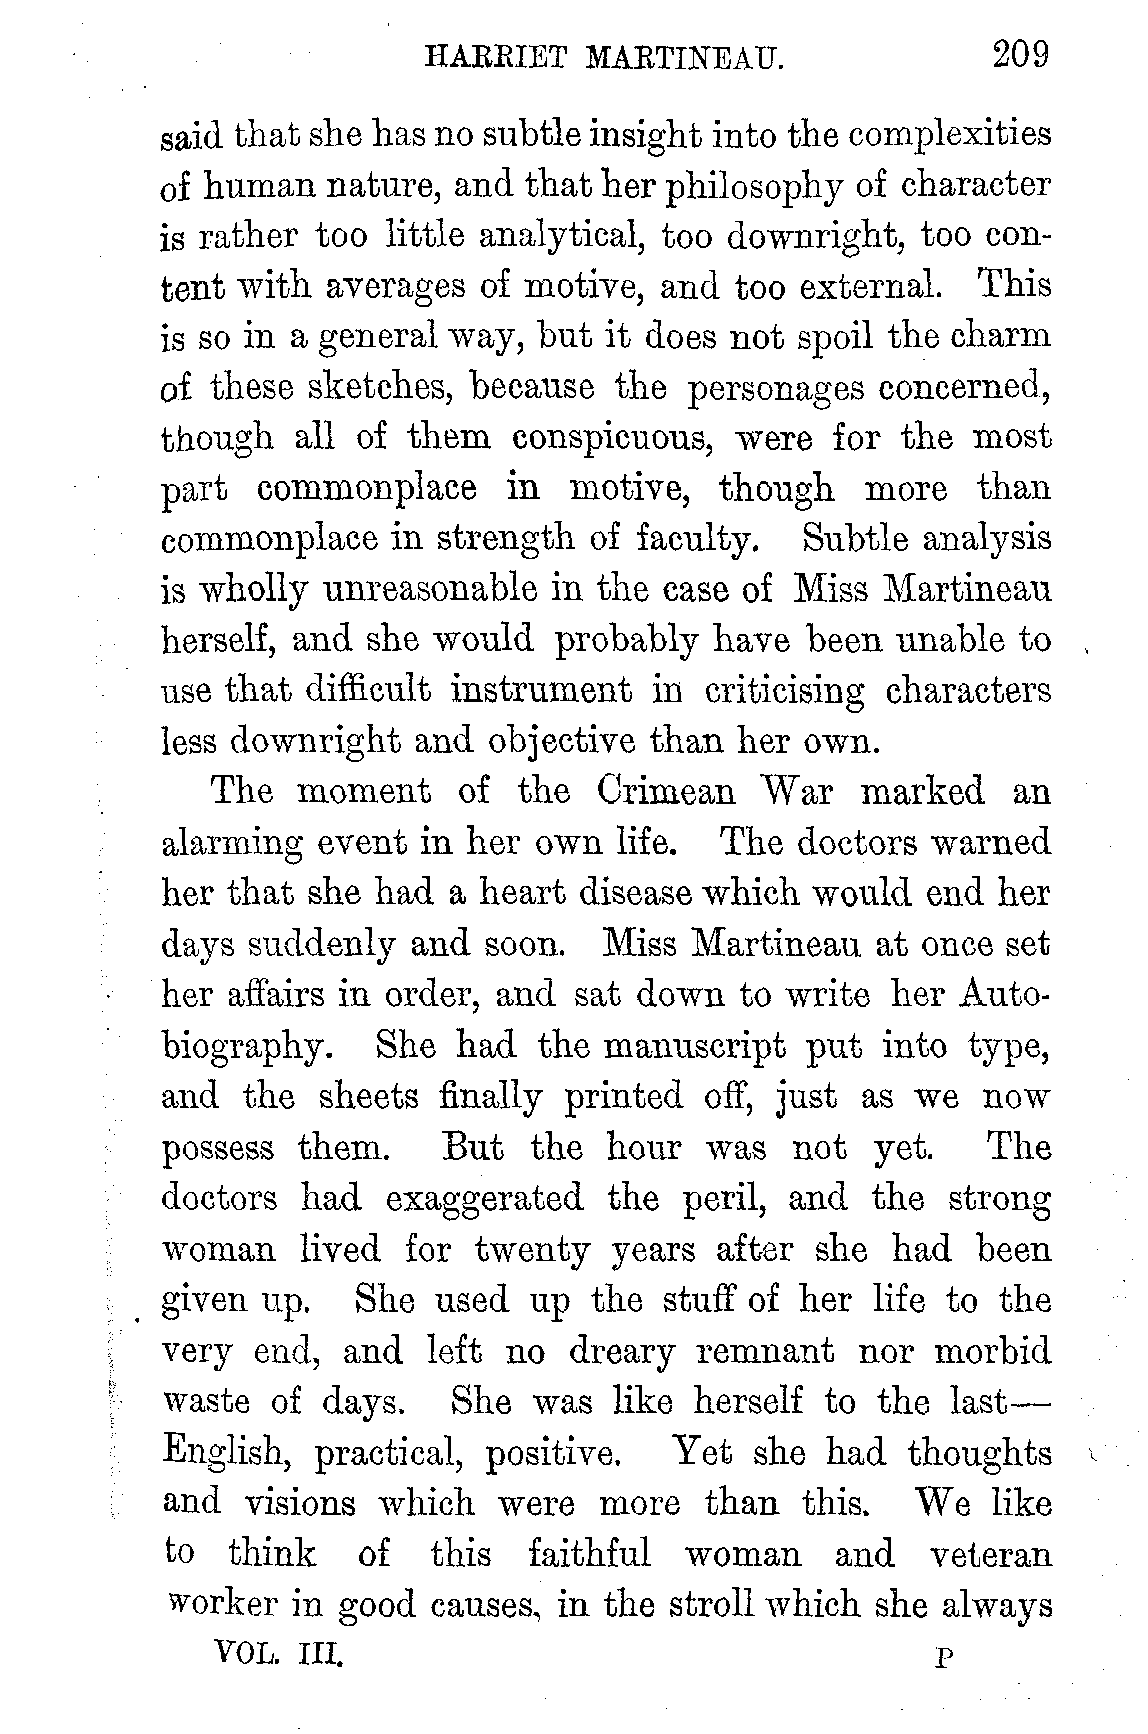 HARRIET MARTINEAU. 209
said that she has no subtle insight into the complexities
of human nature, and that her philosophy of character
is rather too little analytical, too downright, too con-
tent with averages of motive, and too external. This
is so in a general way, but it does not spoil the charm
of these sketches, because the personages concerned,
though all of them conspicuous, were for the most
part commonplace in motive, though more than
commonplace in strength of faculty. Subtle analysis
is wholly unreasonable in the case of Miss Martineau
herself, and she would probably have been unable to
use that difficult instrument in criticising characters
less downright and objective than her own.
The moment of the Crimean War marked an
alarming event in her own life. The doctors warned
her that she had a heart disease which would end her
days suddenly and soon. Miss Martineau at once set
her affairs in order, and sat down to write her Auto-
biography. She had the manuscript put into type,
and the sheets finally printed off, just as we now
possess them. But the hour was not yet. The
doctors had exaggerated the peril, and the strong
woman lived for twenty years after she had been
given up. She used up the stuff of her life to the
very end, and left no dreary remnant nor morbid
waste of days. She was like herself to the last—
English, practical, positive. Yet she had thoughts
and visions which were more than this. We like
to think of this faithful woman and veteran
worker in good causes, in the stroll which she always
VOL. III. P